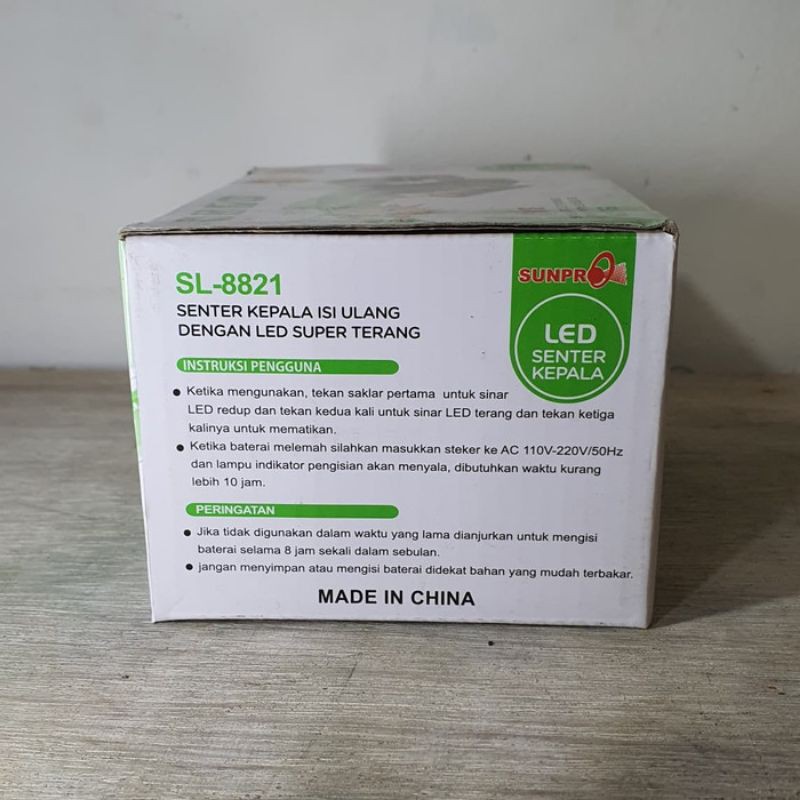 SL-8821
SENTER KEPALA ISI ULANG
DENGAN LED SUPER TERANG
SUNPRO
LED
SENTER
KEPALA
INSTRUKSI PENGGUNA
• Ketika mengunakan, tekan saklar pertama untuk sinar
LED redup dan tekan kedua kali untuk sinar LED terang dan tekan ketiga
kalinya untuk mematikan.
• Ketika baterai melemah silahkan masukkan steker ke AC 110V-220V/50Hz
dan lampu indikator pengisian akan menyala, dibutuhkan waktu kurang
lebih 10 jam.
PERINGATAN
• Jika tidak digunakan dalam waktu yang lama dianjurkan untuk mengisi
baterai selama 8 jam sekali dalam sebulan.
• jangan menyimpan atau mengisi baterai didekat bahan yang mudah terbakar.
MADE IN CHINA